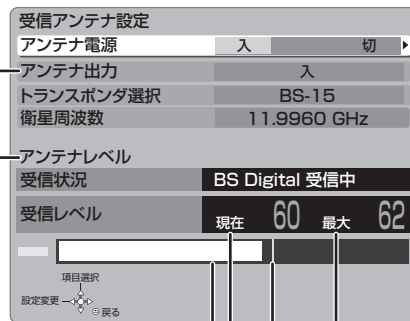 受信アンテナ設定
アンテナ電源 入 切
アンテナ出力 入
トランスポンダ選択 BS-15
衛星周波数 11.9960 GHz
アンテナレベル
受信状況 BS Digital 受信中
受信レベル 現在 60 最大 62
項目選択
設定変更
戻る